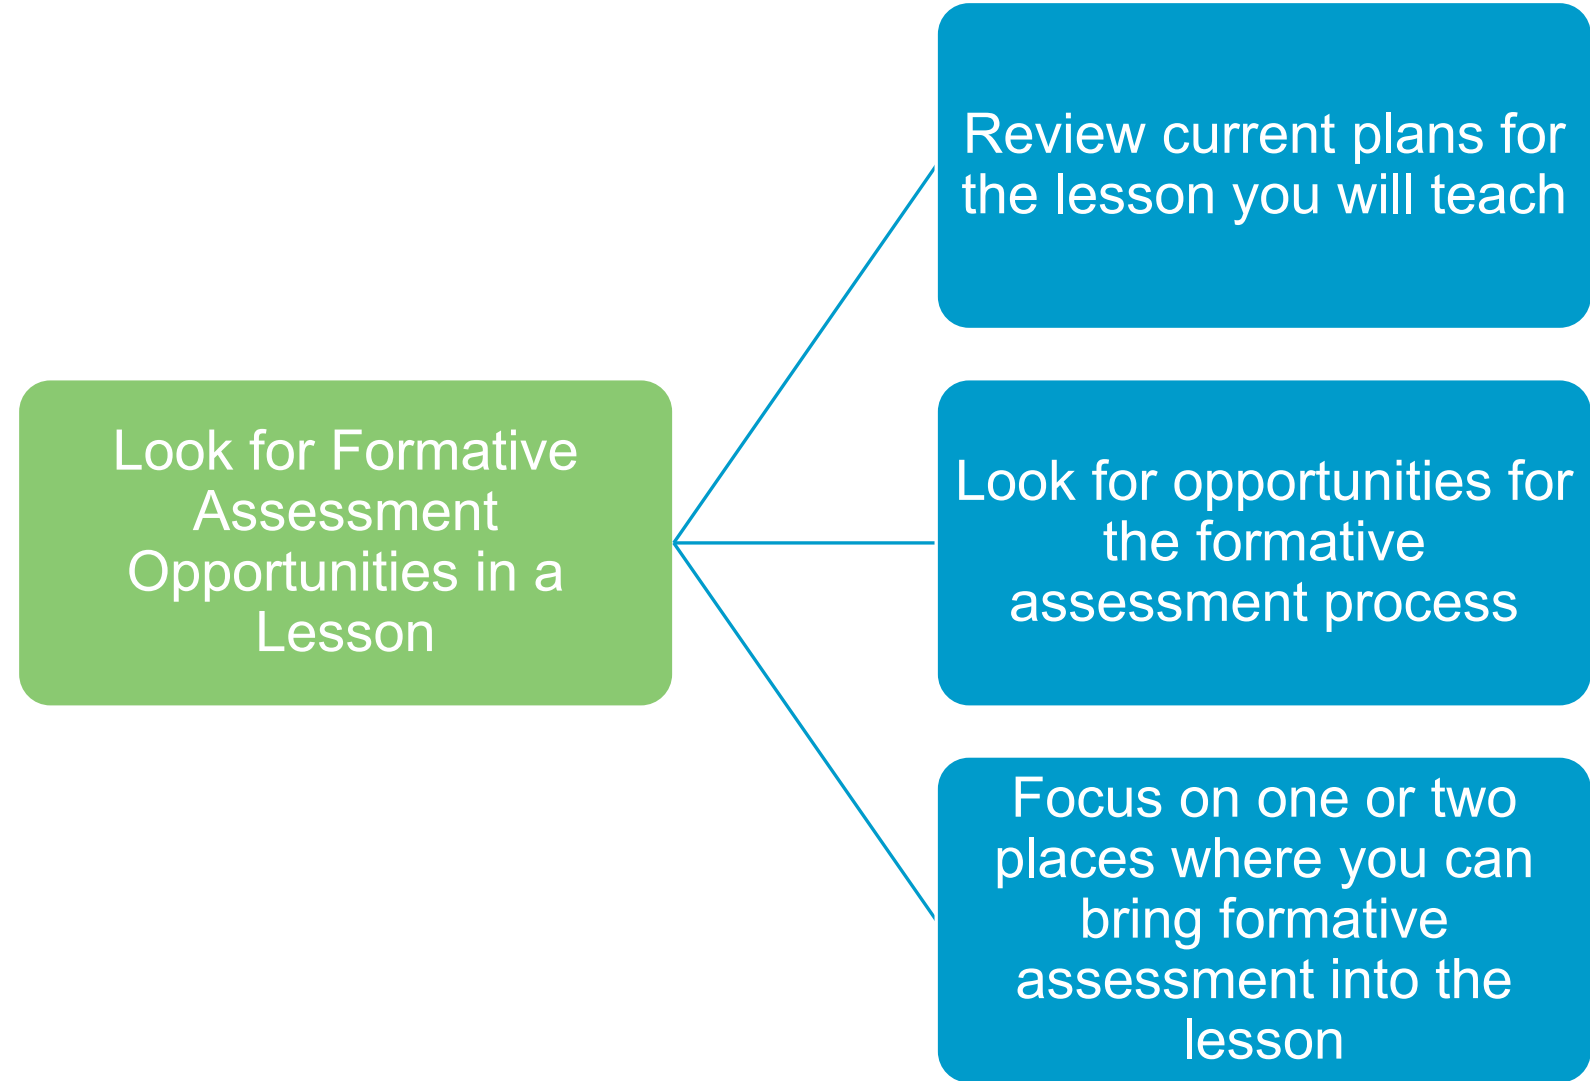 Look for Formative
Assessment
Opportunities in a
Lesson
Review current plans for
the lesson you will teach
Look for opportunities for
the formative
assessment process
Focus on one or two
places where you can
bring formative
assessment into the
lesson